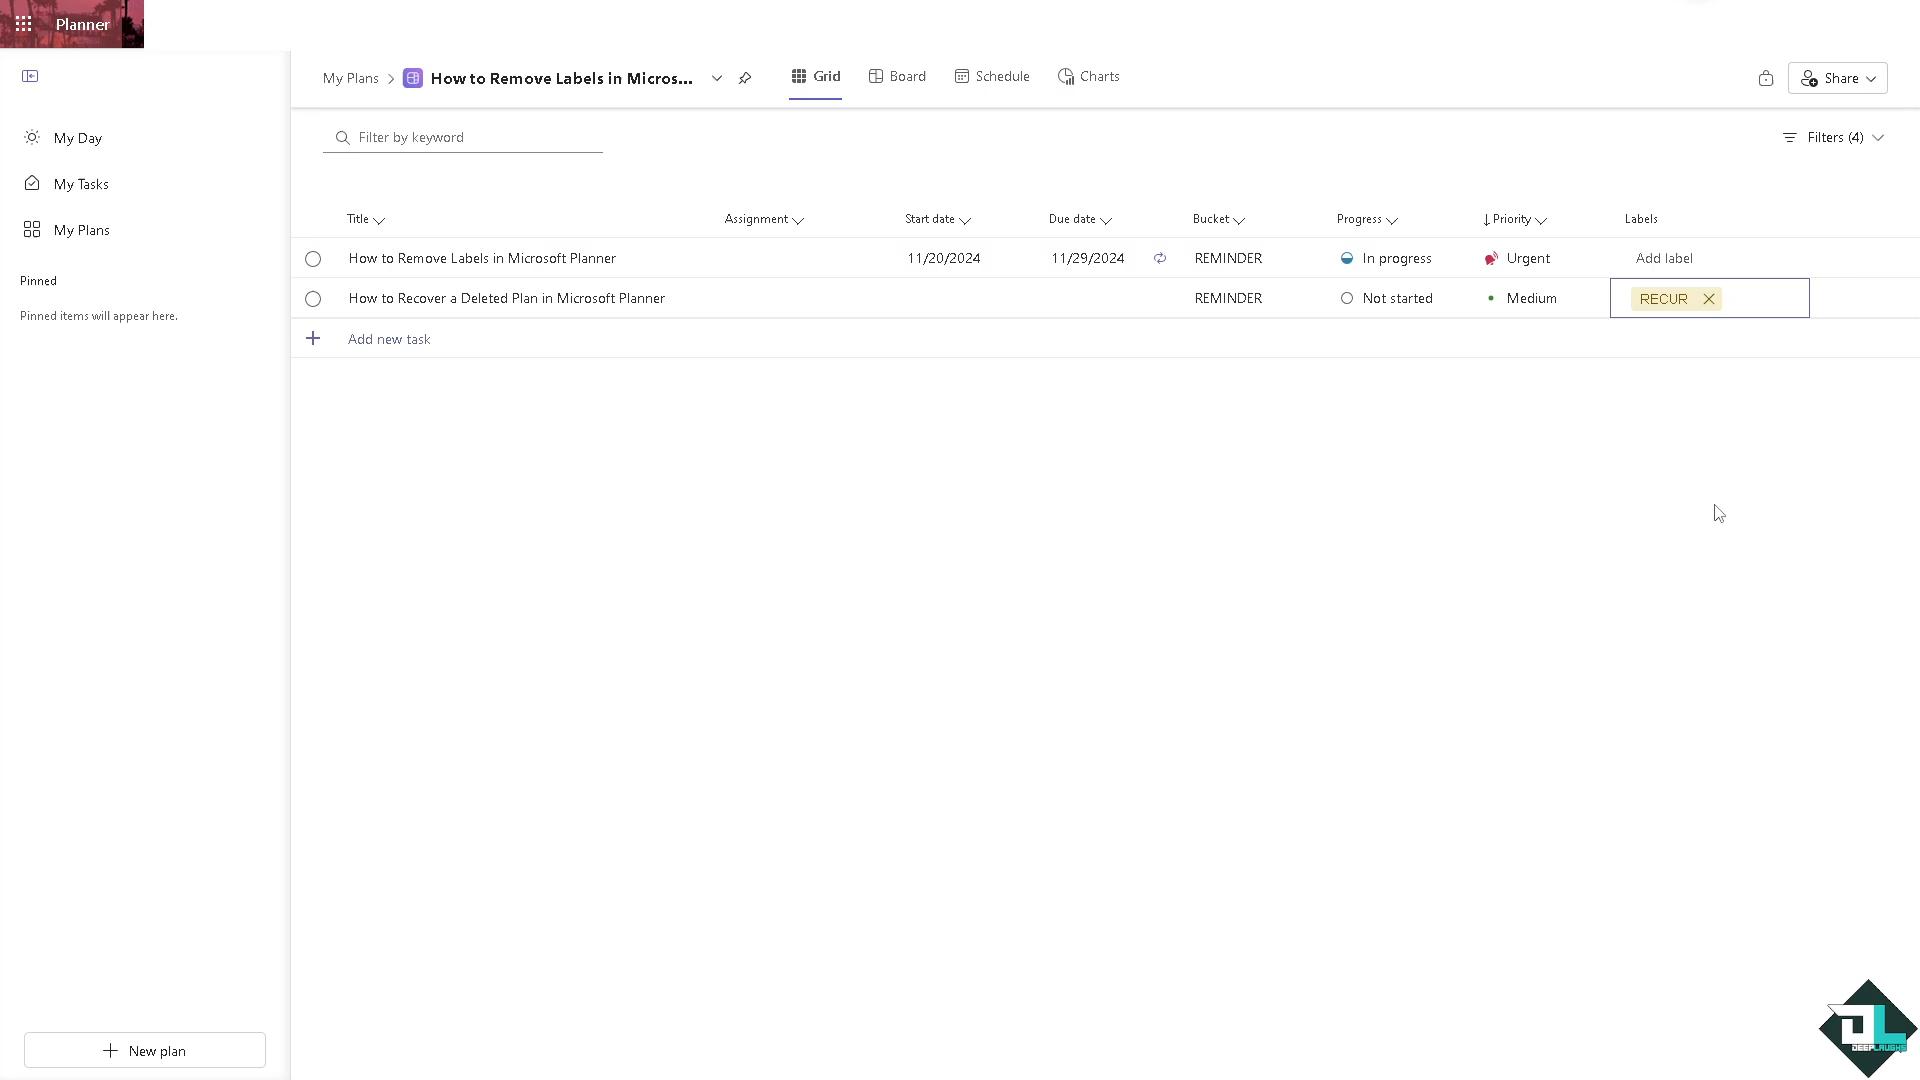 Planner
My Plans > How to Remove Labels in Micros...
Grid
Board
Schedule
Charts
Share
My Day
My Tasks
My Plans
Pinned
Pinned items will appear here.
Filter by keyword
Filters (4)
Title Assignment Start date Due date Bucket Progress ↓ Priority Labels
How to Remove Labels in Microsoft Planner 11/20/2024 11/29/2024 REMINDER In progress Urgent Add label
How to Recover a Deleted Plan in Microsoft Planner REMINDER Not started Medium RECUR
Add new task
New plan
DEEPLAUGHS